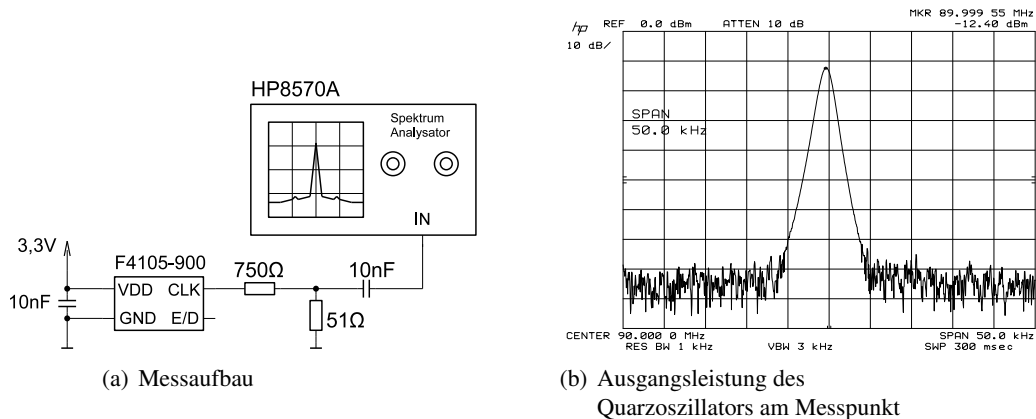 HP8570A
Spektrum
Analysator
IN
3,3V
F4105-900
750Ω
10nF
VDD CLK
10nF
GND E/D
51Ω
(a) Messaufbau
MKR 89.999 55 MHz
hp REF 0.0 dBm ATTEN 10 dB -12.40 dBm
10 dB/
SPAN
50.0 kHz
CENTER 90.000 0 MHz SPAN 50.0 kHz
RES BW 1 kHz VBW 3 kHz SWP 300 msec
(b) Ausgangsleistung des
Quarzoszillators am Messpunkt